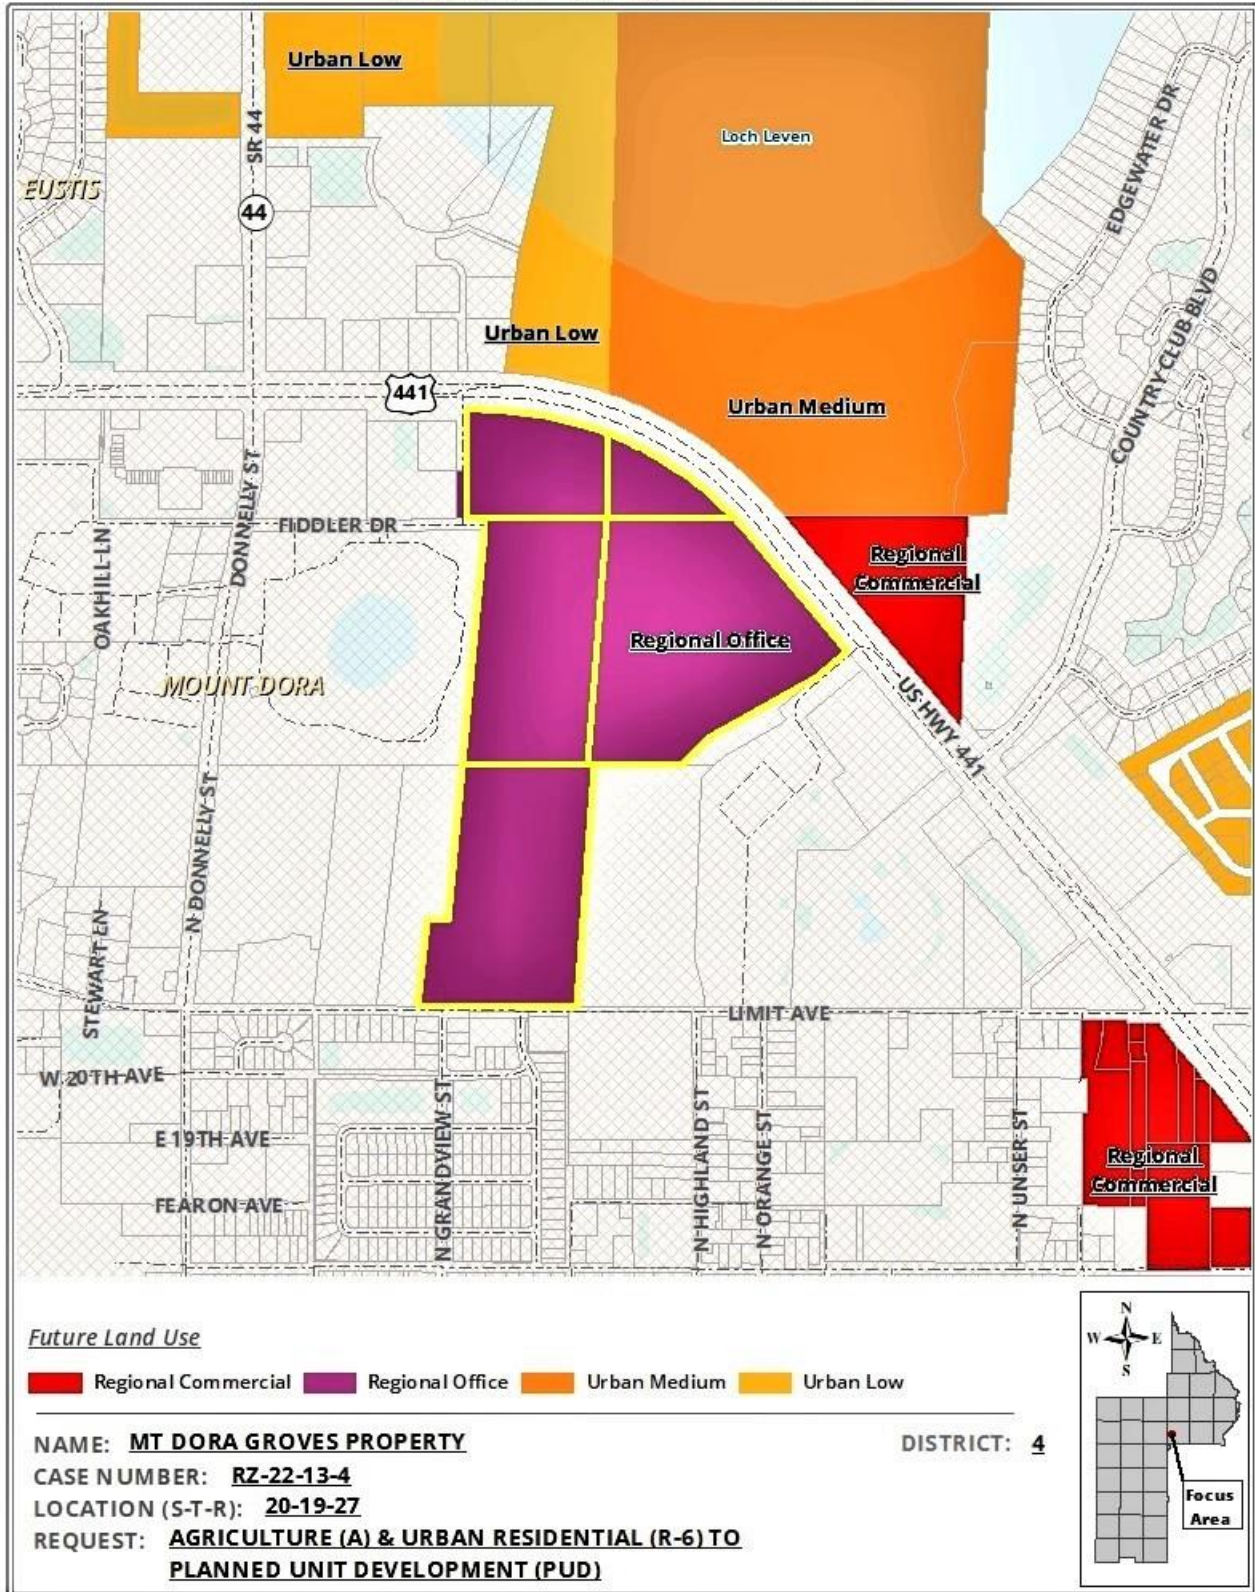 Urban Low
Loch Leven
SR 44
EDGEWATER DR
EUSTIS
44
COUNTRY CLUB BLVD
Urban Low
441
Urban Medium
DONNELLY ST
FIDDLER DR
OAKHILL LN
Regional
Commercial
Regional Office
MOUNT DORA
US HWY 441
N DONNELLY ST
STEWART LN
LIMIT AVE
W 20TH AVE
E 19TH AVE
N GRANDVIEW ST
N HIGHLAND ST
N ORANGE ST
N UNSER ST
Regional
Commercial
FEARON AVE
Future Land Use
Regional Commercial Regional Office Urban Medium Urban Low
N
W E
S
Focus
Area
NAME: MT DORA GROVES PROPERTY DISTRICT: 4
CASE NUMBER: RZ-22-13-4
LOCATION (S-T-R): 20-19-27
REQUEST: AGRICULTURE (A) & URBAN RESIDENTIAL (R-6) TO
PLANNED UNIT DEVELOPMENT (PUD)